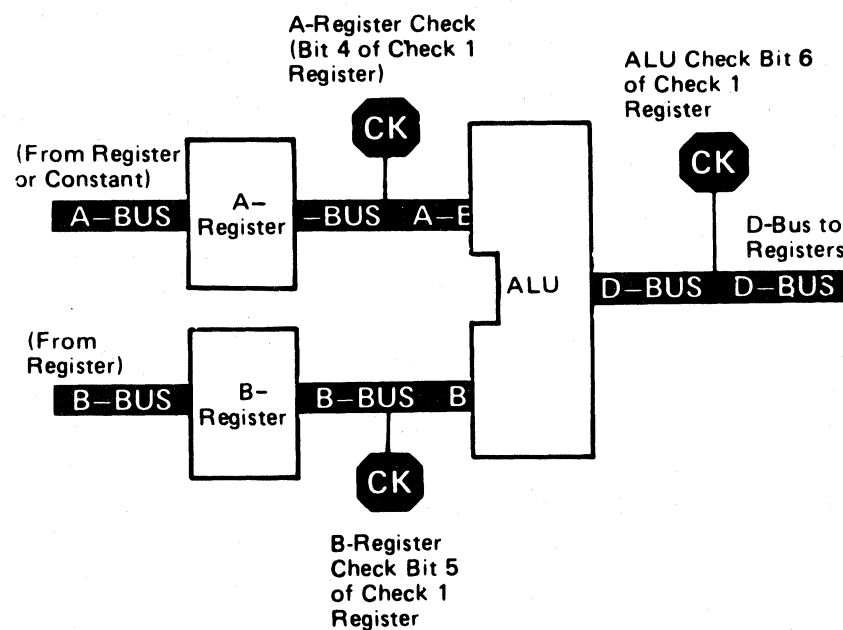 A-Register Check
(Bit 4 of Check 1
Register)
CK
ALU Check Bit 6
of Check 1
Register
CK
(From Register
or Constant)
A–BUS
A–
Register
–BUS A–B
D-Bus to
Registers
ALU
D–BUS D–BUS
(From
Register)
B–BUS
B–
Register
B–BUS B
CK
B-Register
Check Bit 5
of Check 1
Register